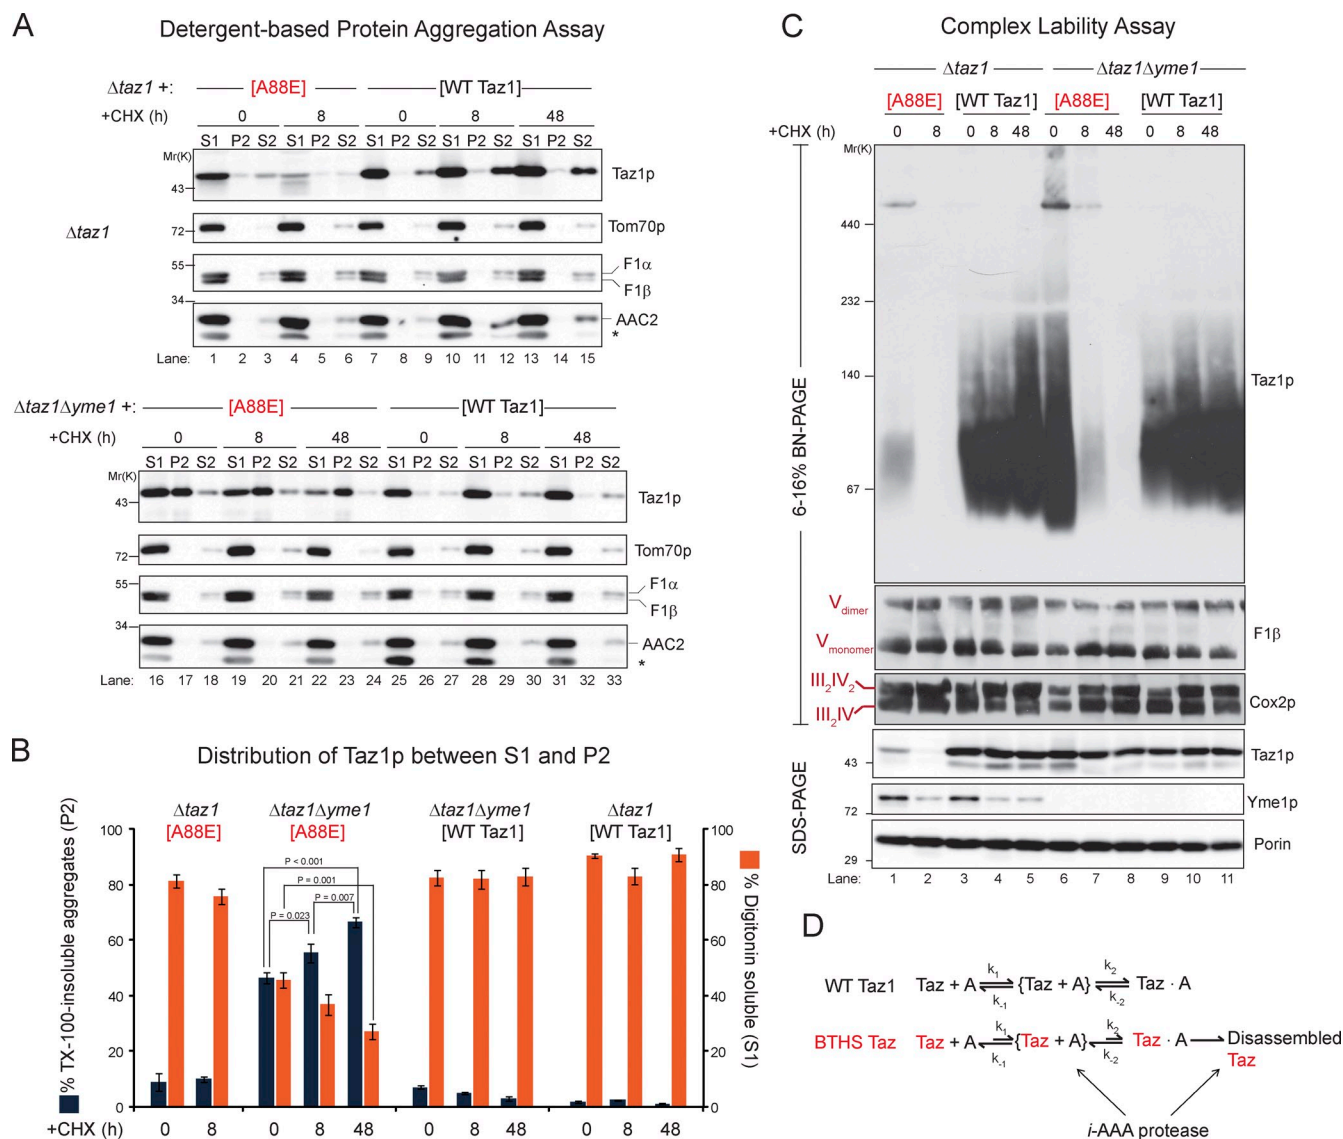 A
Detergent-based Protein Aggregation Assay
Δtaz1 +: [A88E] [WT Taz1]
+CHX (h) 0 8 0 8 48
S1 P2 S2 S1 P2 S2 S1 P2 S2 S1 P2 S2 S1 P2 S2
Mr(K)
43
Taz1p
Δtaz1
72
Tom70p
55
F1α
F1β
34
AAC2
*
Lane: 1 2 3 4 5 6 7 8 9 10 11 12 13 14 15
Δtaz1Δyme1 +: [A88E] [WT Taz1]
+CHX (h) 0 8 48 0 8 48
S1 P2 S2 S1 P2 S2 S1 P2 S2 S1 P2 S2 S1 P2 S2 S1 P2 S2
Mr(K)
43
Taz1p
72
Tom70p
55
F1α
F1β
34
AAC2
*
Lane: 16 17 18 19 20 21 22 23 24 25 26 27 28 29 30 31 32 33
B
Distribution of Taz1p between S1 and P2
% TX-100-insoluble aggregates (P2)
% Digitonin soluble (S1)
Δtaz1 Δtaz1Δyme1 Δtaz1Δyme1 Δtaz1
[A88E] [A88E] [WT Taz1] [WT Taz1]
100 100
80 80
60 60
40 40
20 20
0 0
P < 0.001
P = 0.001
P = 0.007
P = 0.023
+CHX (h) 0 8 0 8 48 0 8 48 0 8 48
C
Complex Lability Assay
Δtaz1 Δtaz1Δyme1
[A88E] [WT Taz1] [A88E] [WT Taz1]
+CHX (h) 0 8 0 8 48 0 8 48 0 8 48
Mr(K)
440
232
140
67
Taz1p
6-16% BN-PAGE
Vdimer
Vmonomer
F1β
III2IV2
III2IV
Cox2p
SDS-PAGE
43
Taz1p
72
Yme1p
29
Porin
Lane: 1 2 3 4 5 6 7 8 9 10 11
D
WT Taz1 Taz + A k1 k-1 {Taz + A} k2 k-2 Taz · A
BTHS Taz Taz + A k1 k-1 {Taz + A} k2 k-2 Taz · A Disassembled
Taz
i-AAA protease